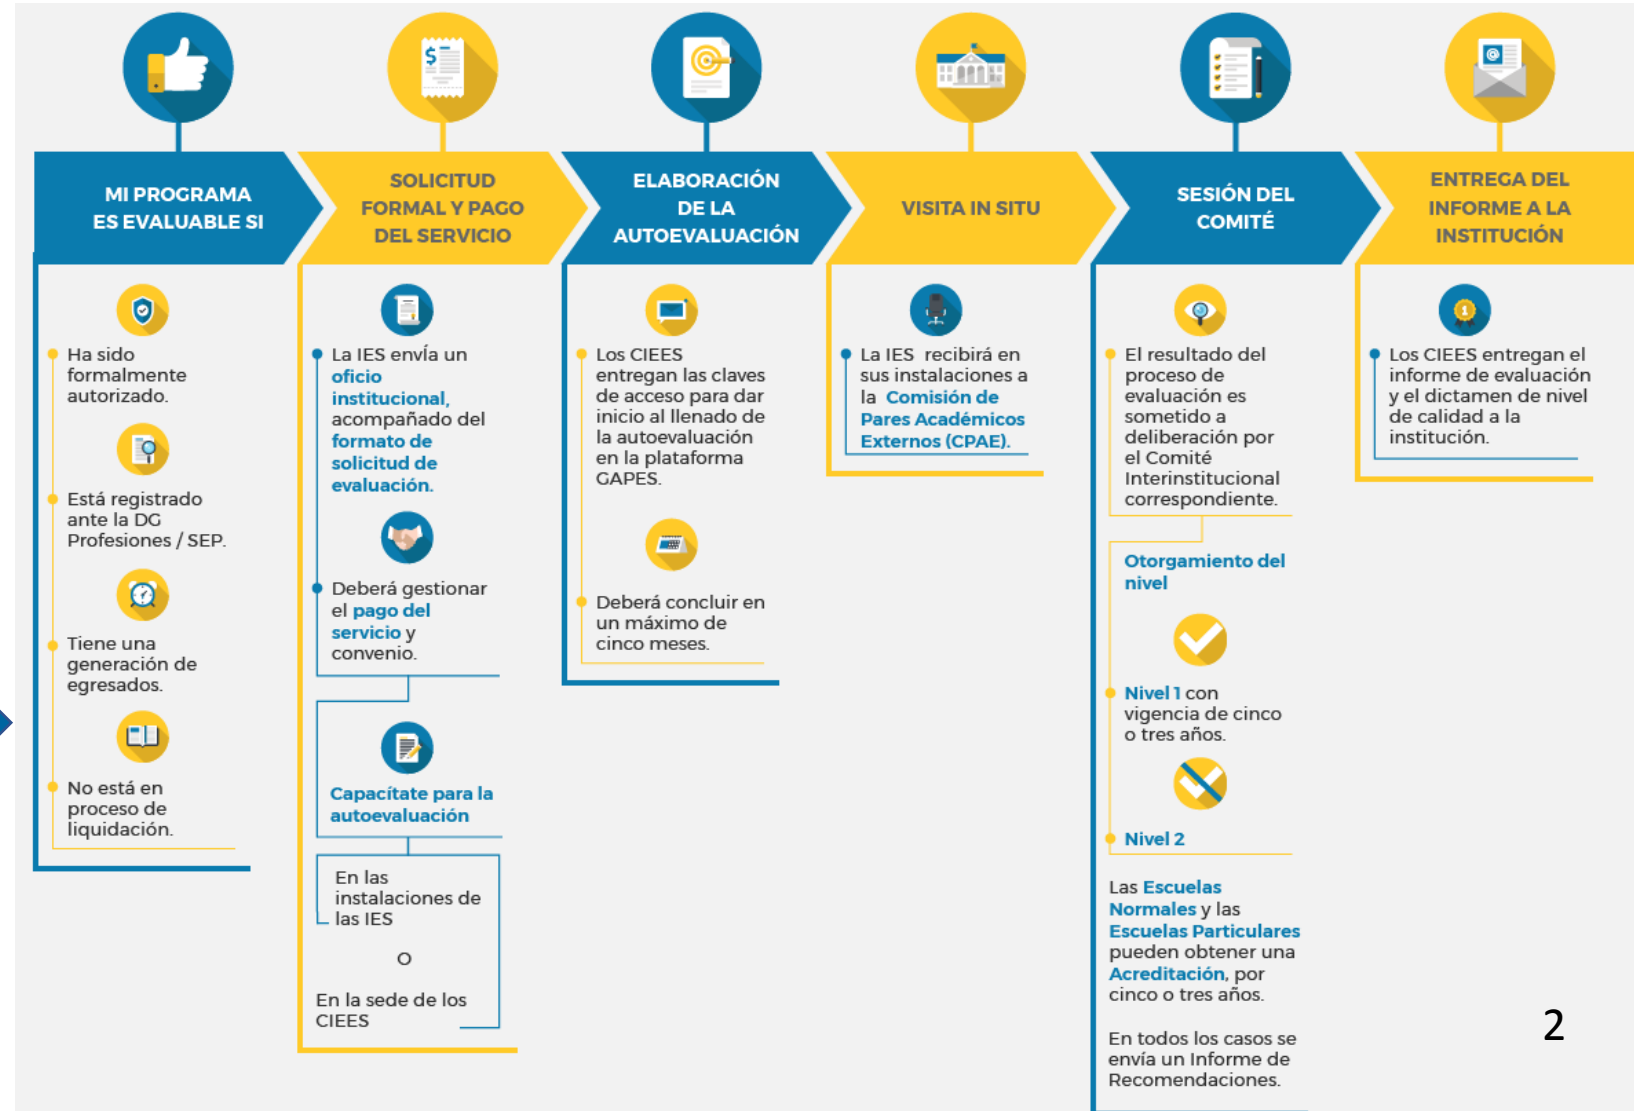 MI PROGRAMA
ES EVALUABLE SI
Ha sido
formalmente
autorizado.
Está registrado
ante la DG
Profesiones / SEP.
Tiene una
generación de
egresados.
No está en
proceso de
liquidación.
SOLICITUD
FORMAL Y PAGO
DEL SERVICIO
La IES envía un
oficio
institucional,
acompañado del
formato de
solicitud de
evaluación.
Deberá gestionar
el pago del
servicio y
convenio.
Capacítate para la
autoevaluación
En las
instalaciones de
las IES
O
En la sede de los
CIEES
ELABORACIÓN
DE LA
AUTOEVALUACIÓN
Los CIEES
entregan las claves
de acceso para dar
inicio al llenado de
la autoevaluación
en la plataforma
GAPES.
Deberá concluir en
un máximo de
cinco meses.
VISITA IN SITU
La IES recibirá en
sus instalaciones a
la Comisión de
Pares Académicos
Externos (CPAE).
SESIÓN DEL
COMITÉ
El resultado del
proceso de
evaluación es
sometido a
deliberación por
el Comité
Interinstitucional
correspondiente.
Otorgamiento del
nivel
Nivel 1 con
vigencia de cinco
o tres años.
Nivel 2
Las Escuelas
Normales y las
Escuelas Particulares
pueden obtener una
Acreditación, por
cinco o tres años.
En todos los casos se
envía un Informe de
Recomendaciones.
ENTREGA DEL
INFORME A LA
INSTITUCIÓN
1
Los CIEES entregan el
informe de evaluación
y el dictamen de nivel
de calidad a la
institución.
2